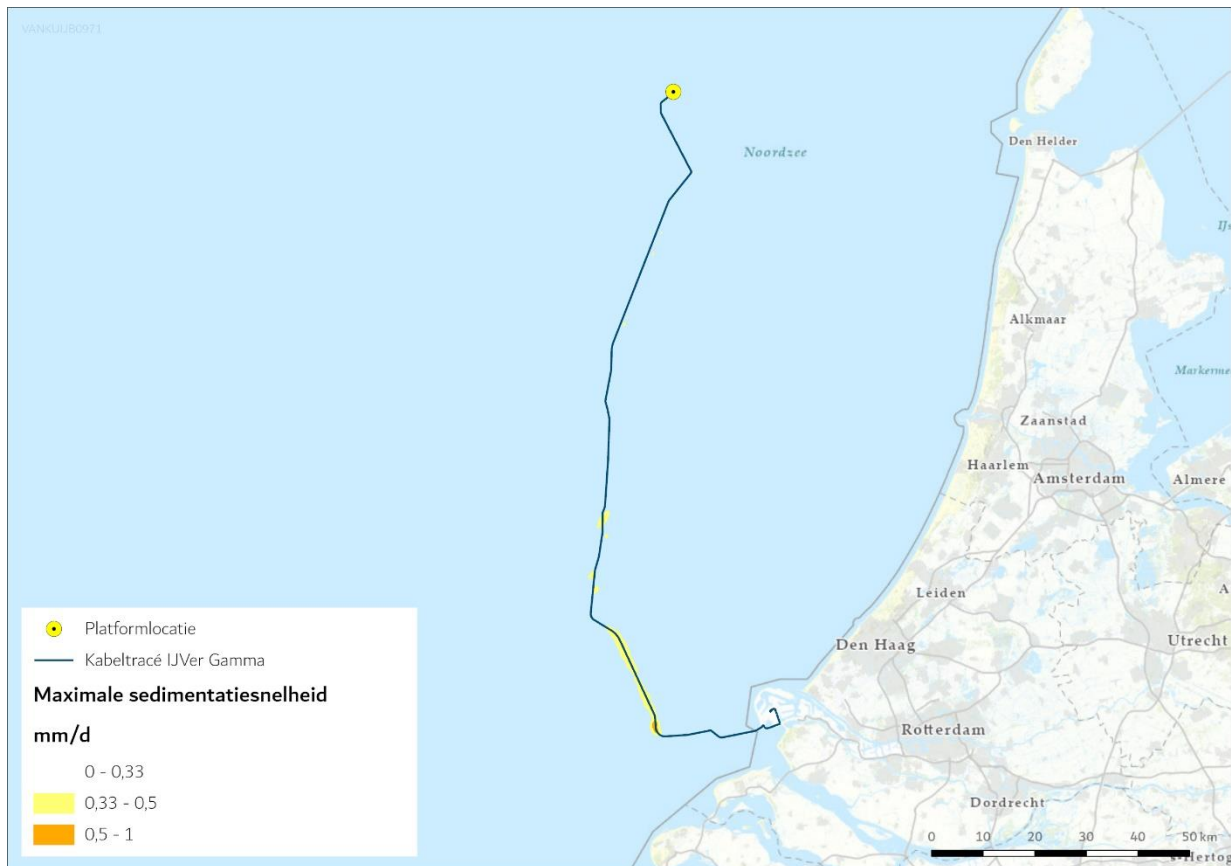 VANKUUB0971
Noordzee
Den Helder
Alkmaar
Markerme
Zaanstad
Haarlem
Amsterdam
Almere
Leiden
Den Haag
Utrecht
Rotterdam
Dordrecht
Platformlocatie
Kabeltracé IJVer Gamma
Maximale sedimentatiesnelheid
mm/d
0 - 0,33
0,33 - 0,5
0,5 - 1
0 10 20 30 40 50 km